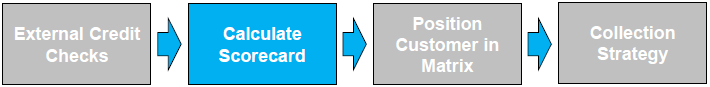 External Credit
Checks
Calculate
Scorecard
Position
Customer in
Matrix
Collection
Strategy